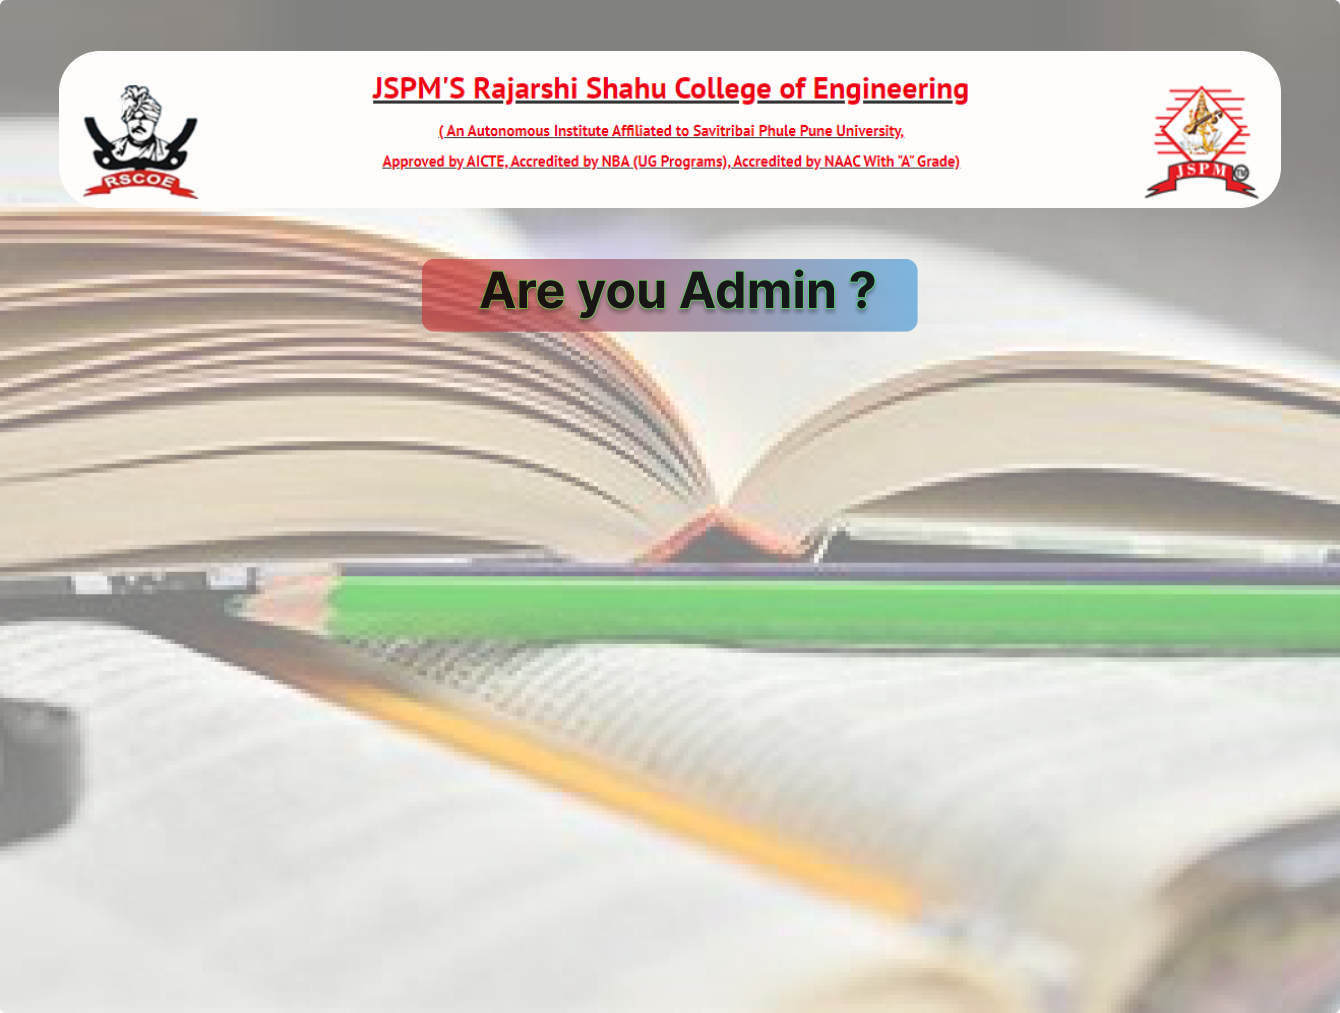 JSPM'S Rajarshi Shahu College of Engineering
( An Autonomous Institute Affiliated to Savitribai Phule Pune University,
Approved by AICTE, Accredited by NBA (UG Programs), Accredited by NAAC With "A" Grade)
RSCOE
JSPM
TM
Are you Admin ?